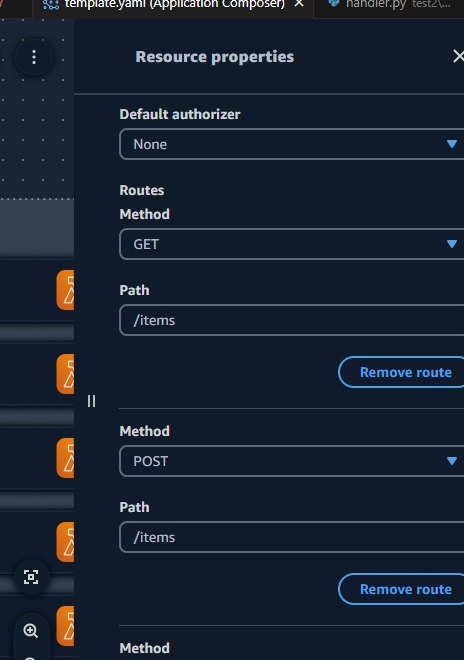 template.yaml (Application Composer)
handler.py test2\...
Resource properties
Default authorizer
None
Routes
Method
GET
Path
/items
Remove route
Method
POST
Path
/items
Remove route
Method